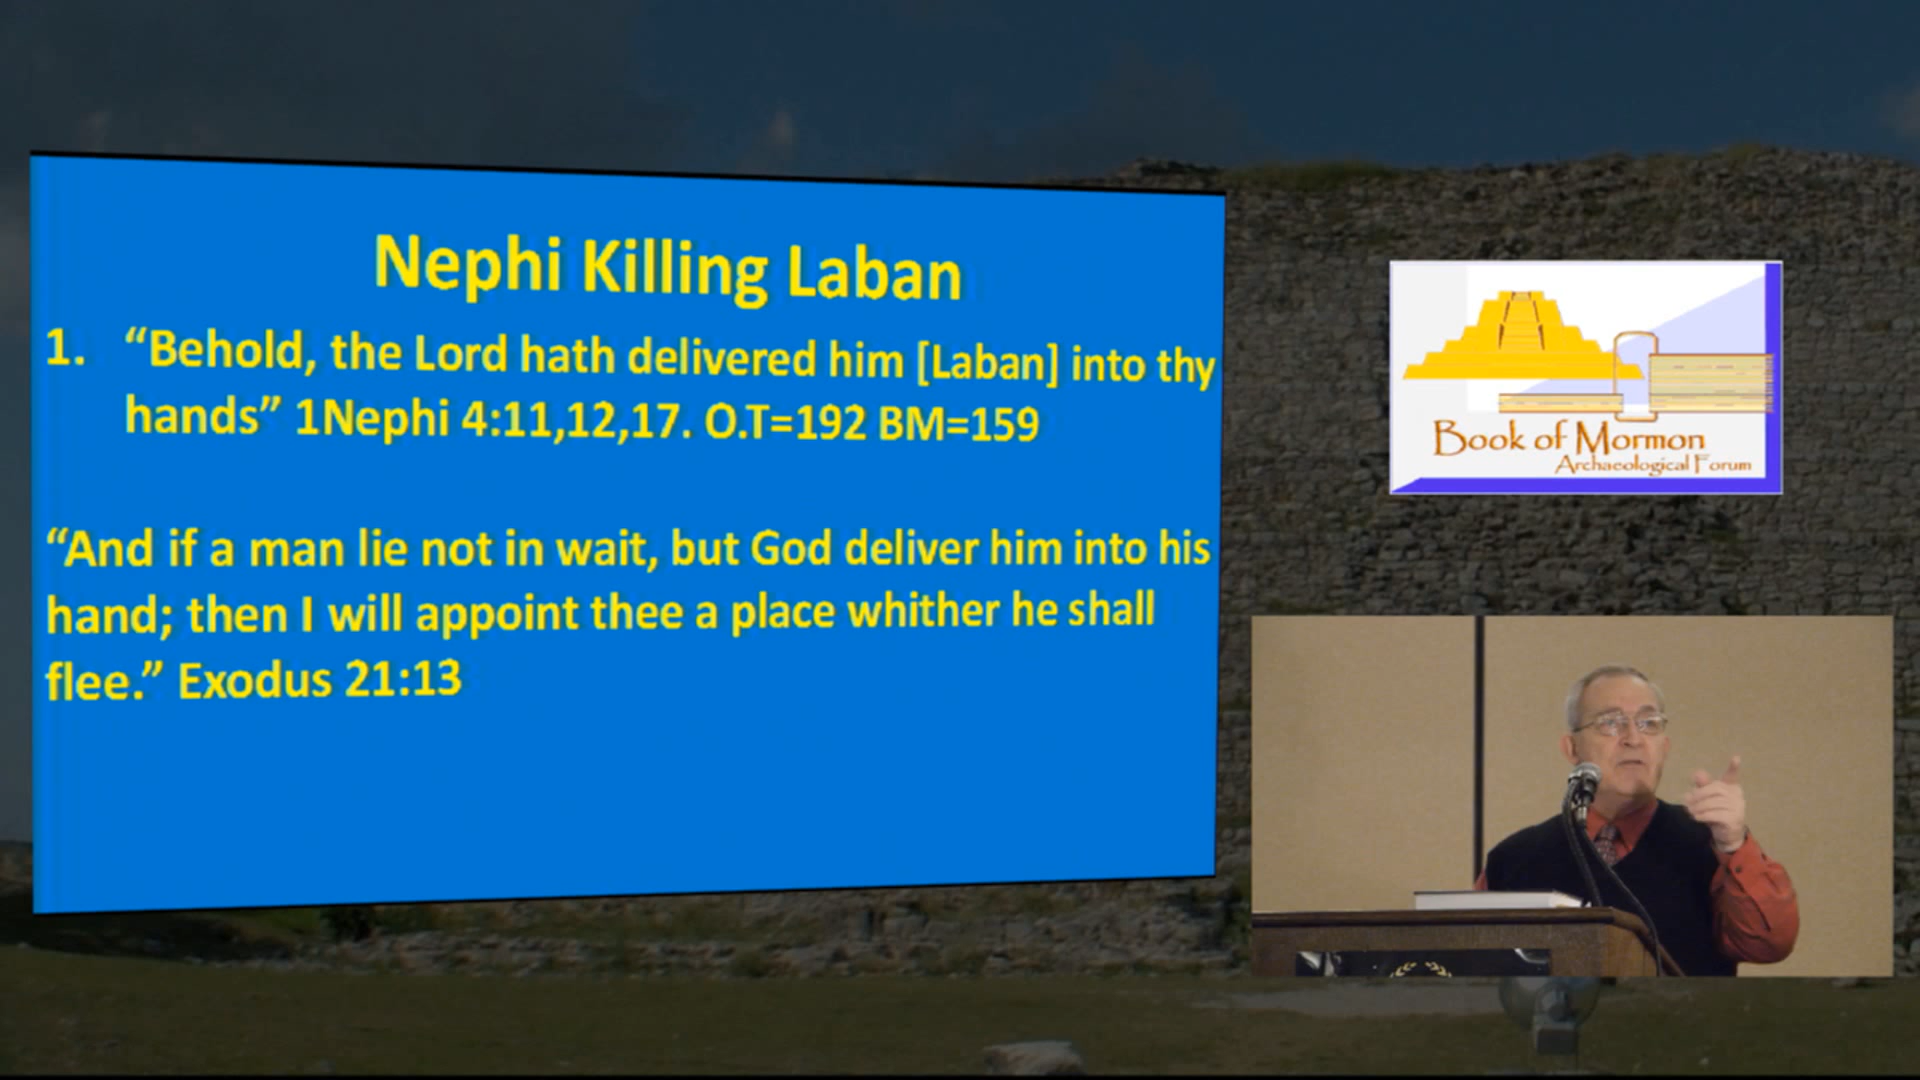 Nephi Killing Laban
1. “Behold, the Lord hath delivered him [Laban] into thy
hands” 1Nephi 4:11,12,17. O.T=192 BM=159
“And if a man lie not in wait, but God deliver him into his
hand; then I will appoint thee a place whither he shall
flee.” Exodus 21:13
Book of Mormon
Archaeological Forum